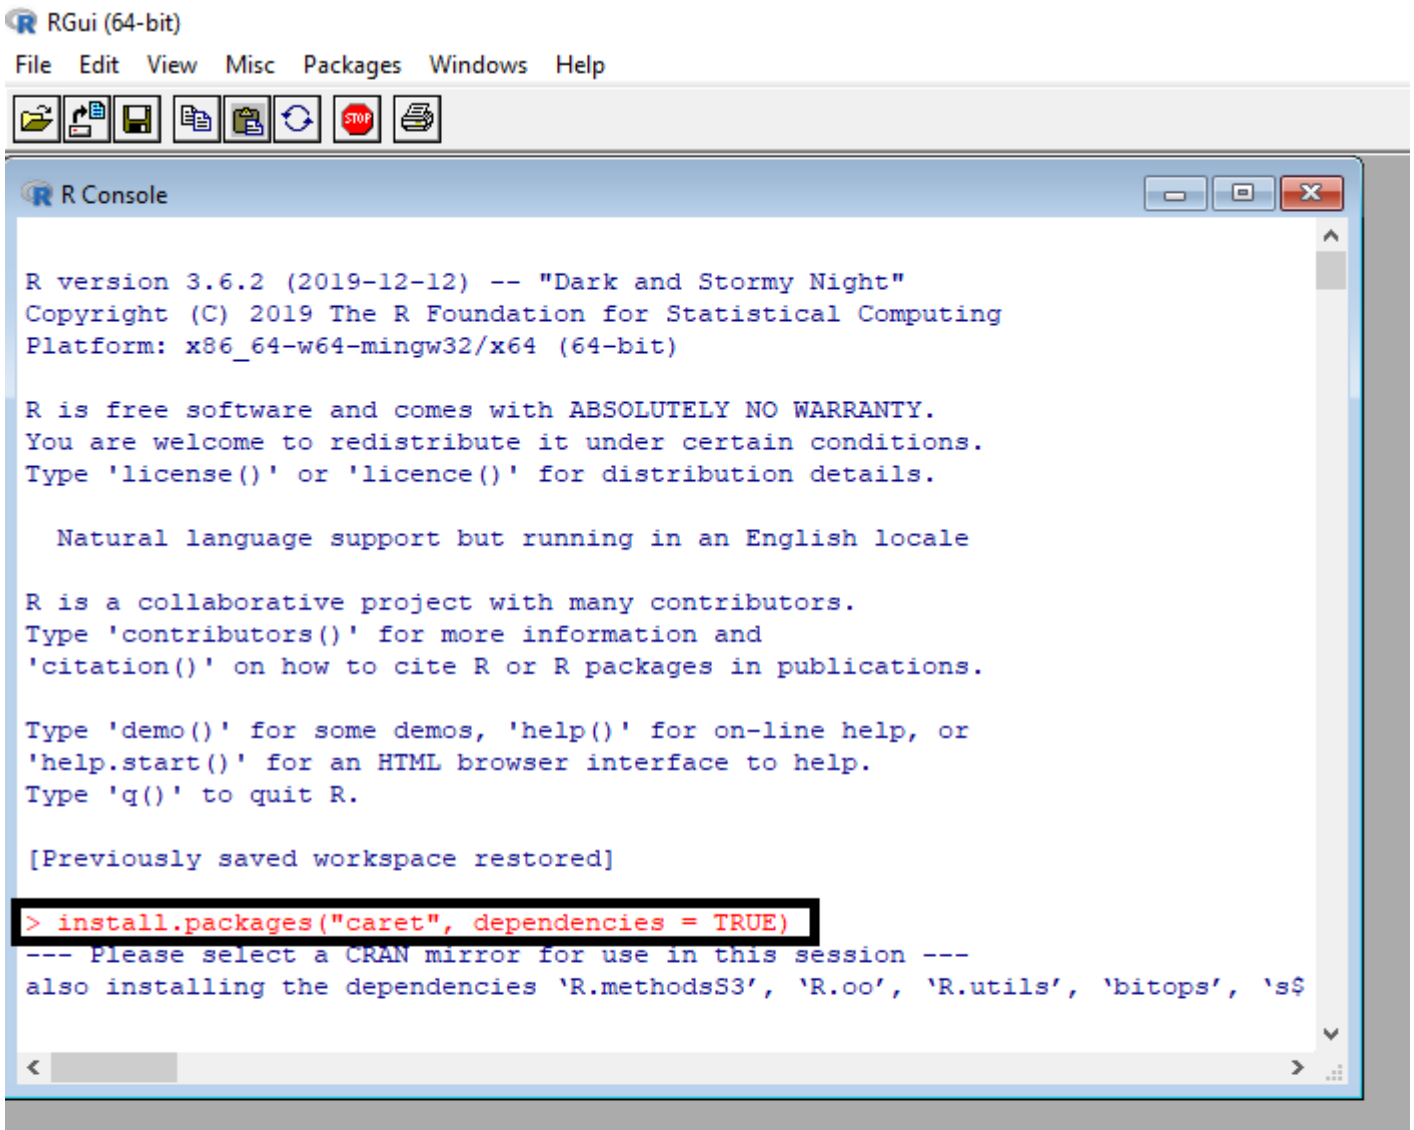 RGui (64-bit)
File Edit View Misc Packages Windows Help
STOP
R Console
R version 3.6.2 (2019-12-12) -- "Dark and Stormy Night"
Copyright (C) 2019 The R Foundation for Statistical Computing
Platform: x86_64-w64-mingw32/x64 (64-bit)
R is free software and comes with ABSOLUTELY NO WARRANTY.
You are welcome to redistribute it under certain conditions.
Type 'license()' or 'licence()' for distribution details.
Natural language support but running in an English locale
R is a collaborative project with many contributors.
Type 'contributors()' for more information and
'citation()' on how to cite R or R packages in publications.
Type 'demo()' for some demos, 'help()' for on-line help, or
'help.start()' for an HTML browser interface to help.
Type 'q()' to quit R.
[Previously saved workspace restored]
> install.packages("caret", dependencies = TRUE)
--- Please select a CRAN mirror for use in this session ---
also installing the dependencies ‘R.methodsS3’, ‘R.oo’, ‘R.utils’, ‘bitops’, ‘s$